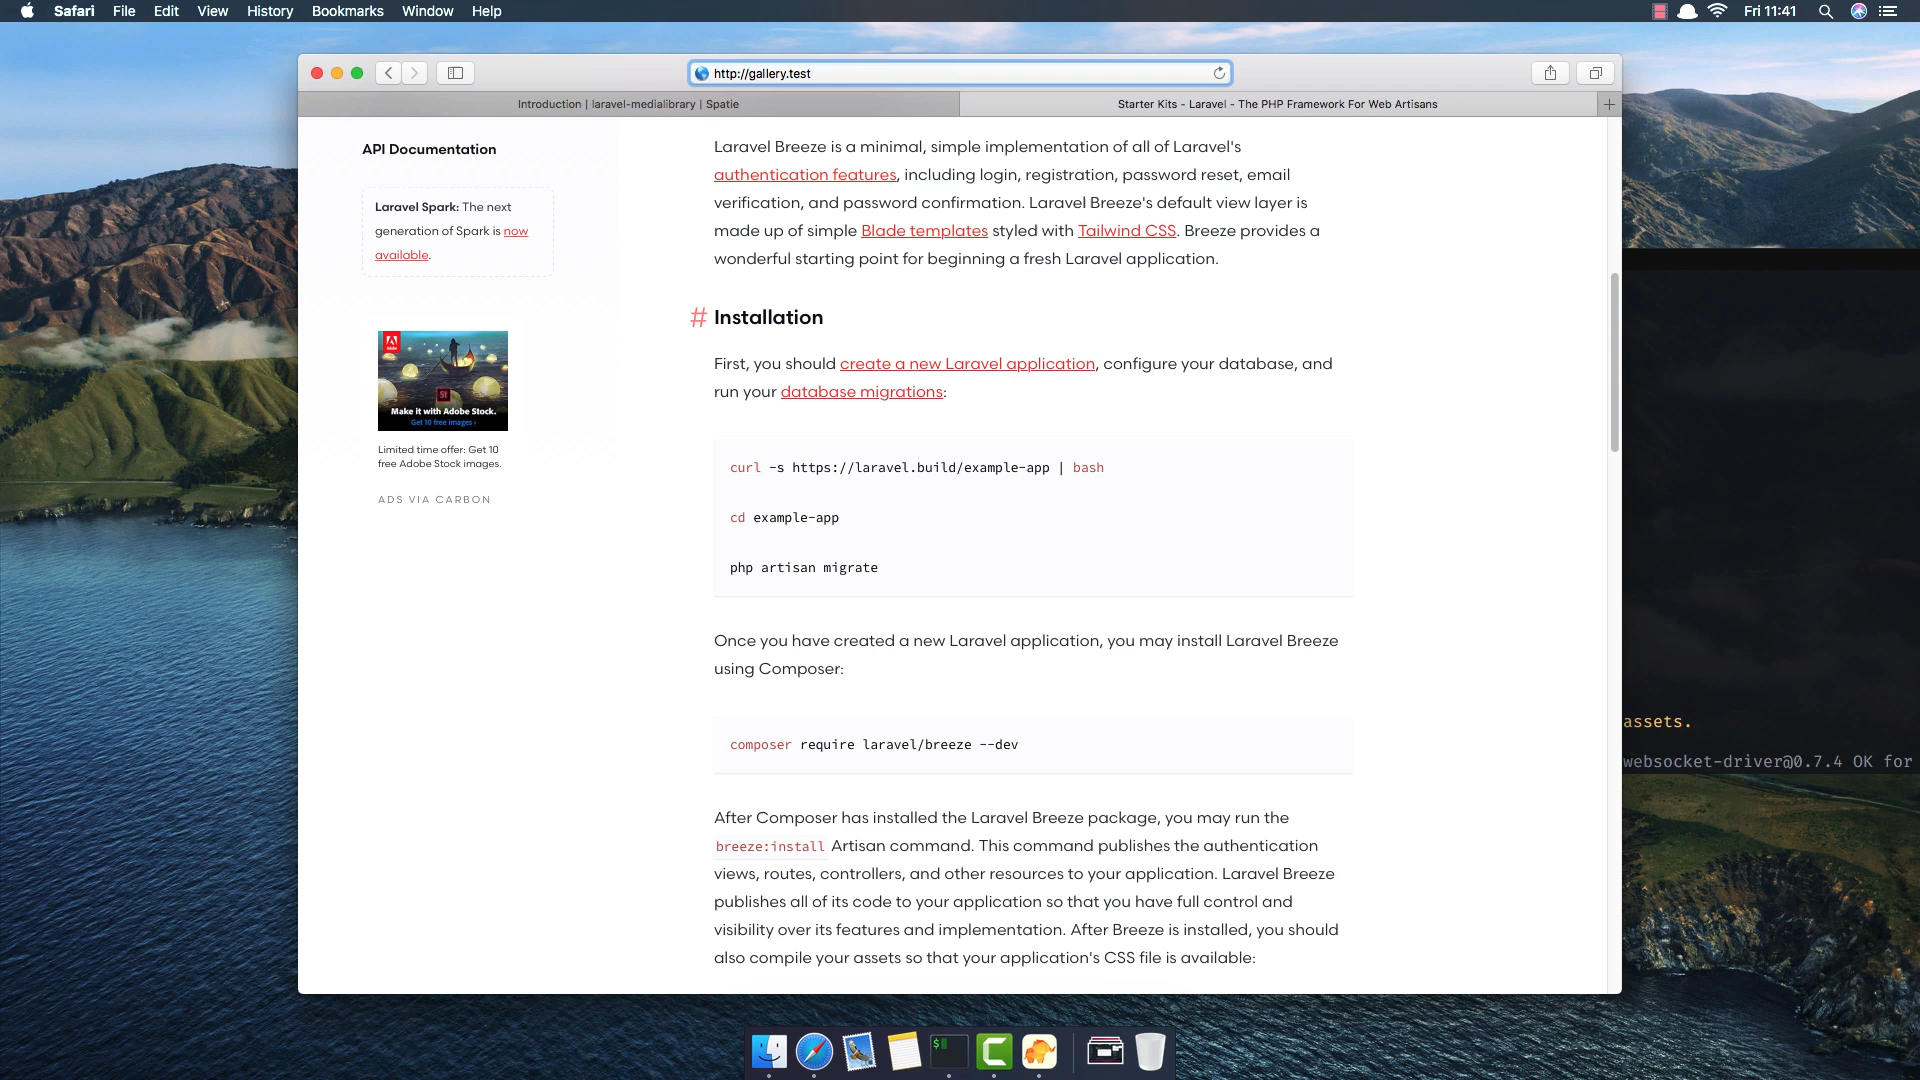 Safari File Edit View History Bookmarks Window Help
Fri 11:41
http://gallery.test
Introduction | laravel-medialibrary | Spatie
Starter Kits - Laravel - The PHP Framework For Web Artisans
API Documentation
Laravel Spark: The next
generation of Spark is now
available.
Adobe
St
Make it with Adobe Stock.
Get 10 free images ›
Limited time offer: Get 10
free Adobe Stock images.
ADS VIA CARBON
Laravel Breeze is a minimal, simple implementation of all of Laravel's
authentication features, including login, registration, password reset, email
verification, and password confirmation. Laravel Breeze's default view layer is
made up of simple Blade templates styled with Tailwind CSS. Breeze provides a
wonderful starting point for beginning a fresh Laravel application.
# Installation
First, you should create a new Laravel application, configure your database, and
run your database migrations:
curl -s https://laravel.build/example-app | bash
cd example-app
php artisan migrate
Once you have created a new Laravel application, you may install Laravel Breeze
using Composer:
composer require laravel/breeze --dev
After Composer has installed the Laravel Breeze package, you may run the
breeze:install Artisan command. This command publishes the authentication
views, routes, controllers, and other resources to your application. Laravel Breeze
publishes all of its code to your application so that you have full control and
visibility over its features and implementation. After Breeze is installed, you should
also compile your assets so that your application's CSS file is available:
assets.
websocket-driver@0.7.4 OK for
$